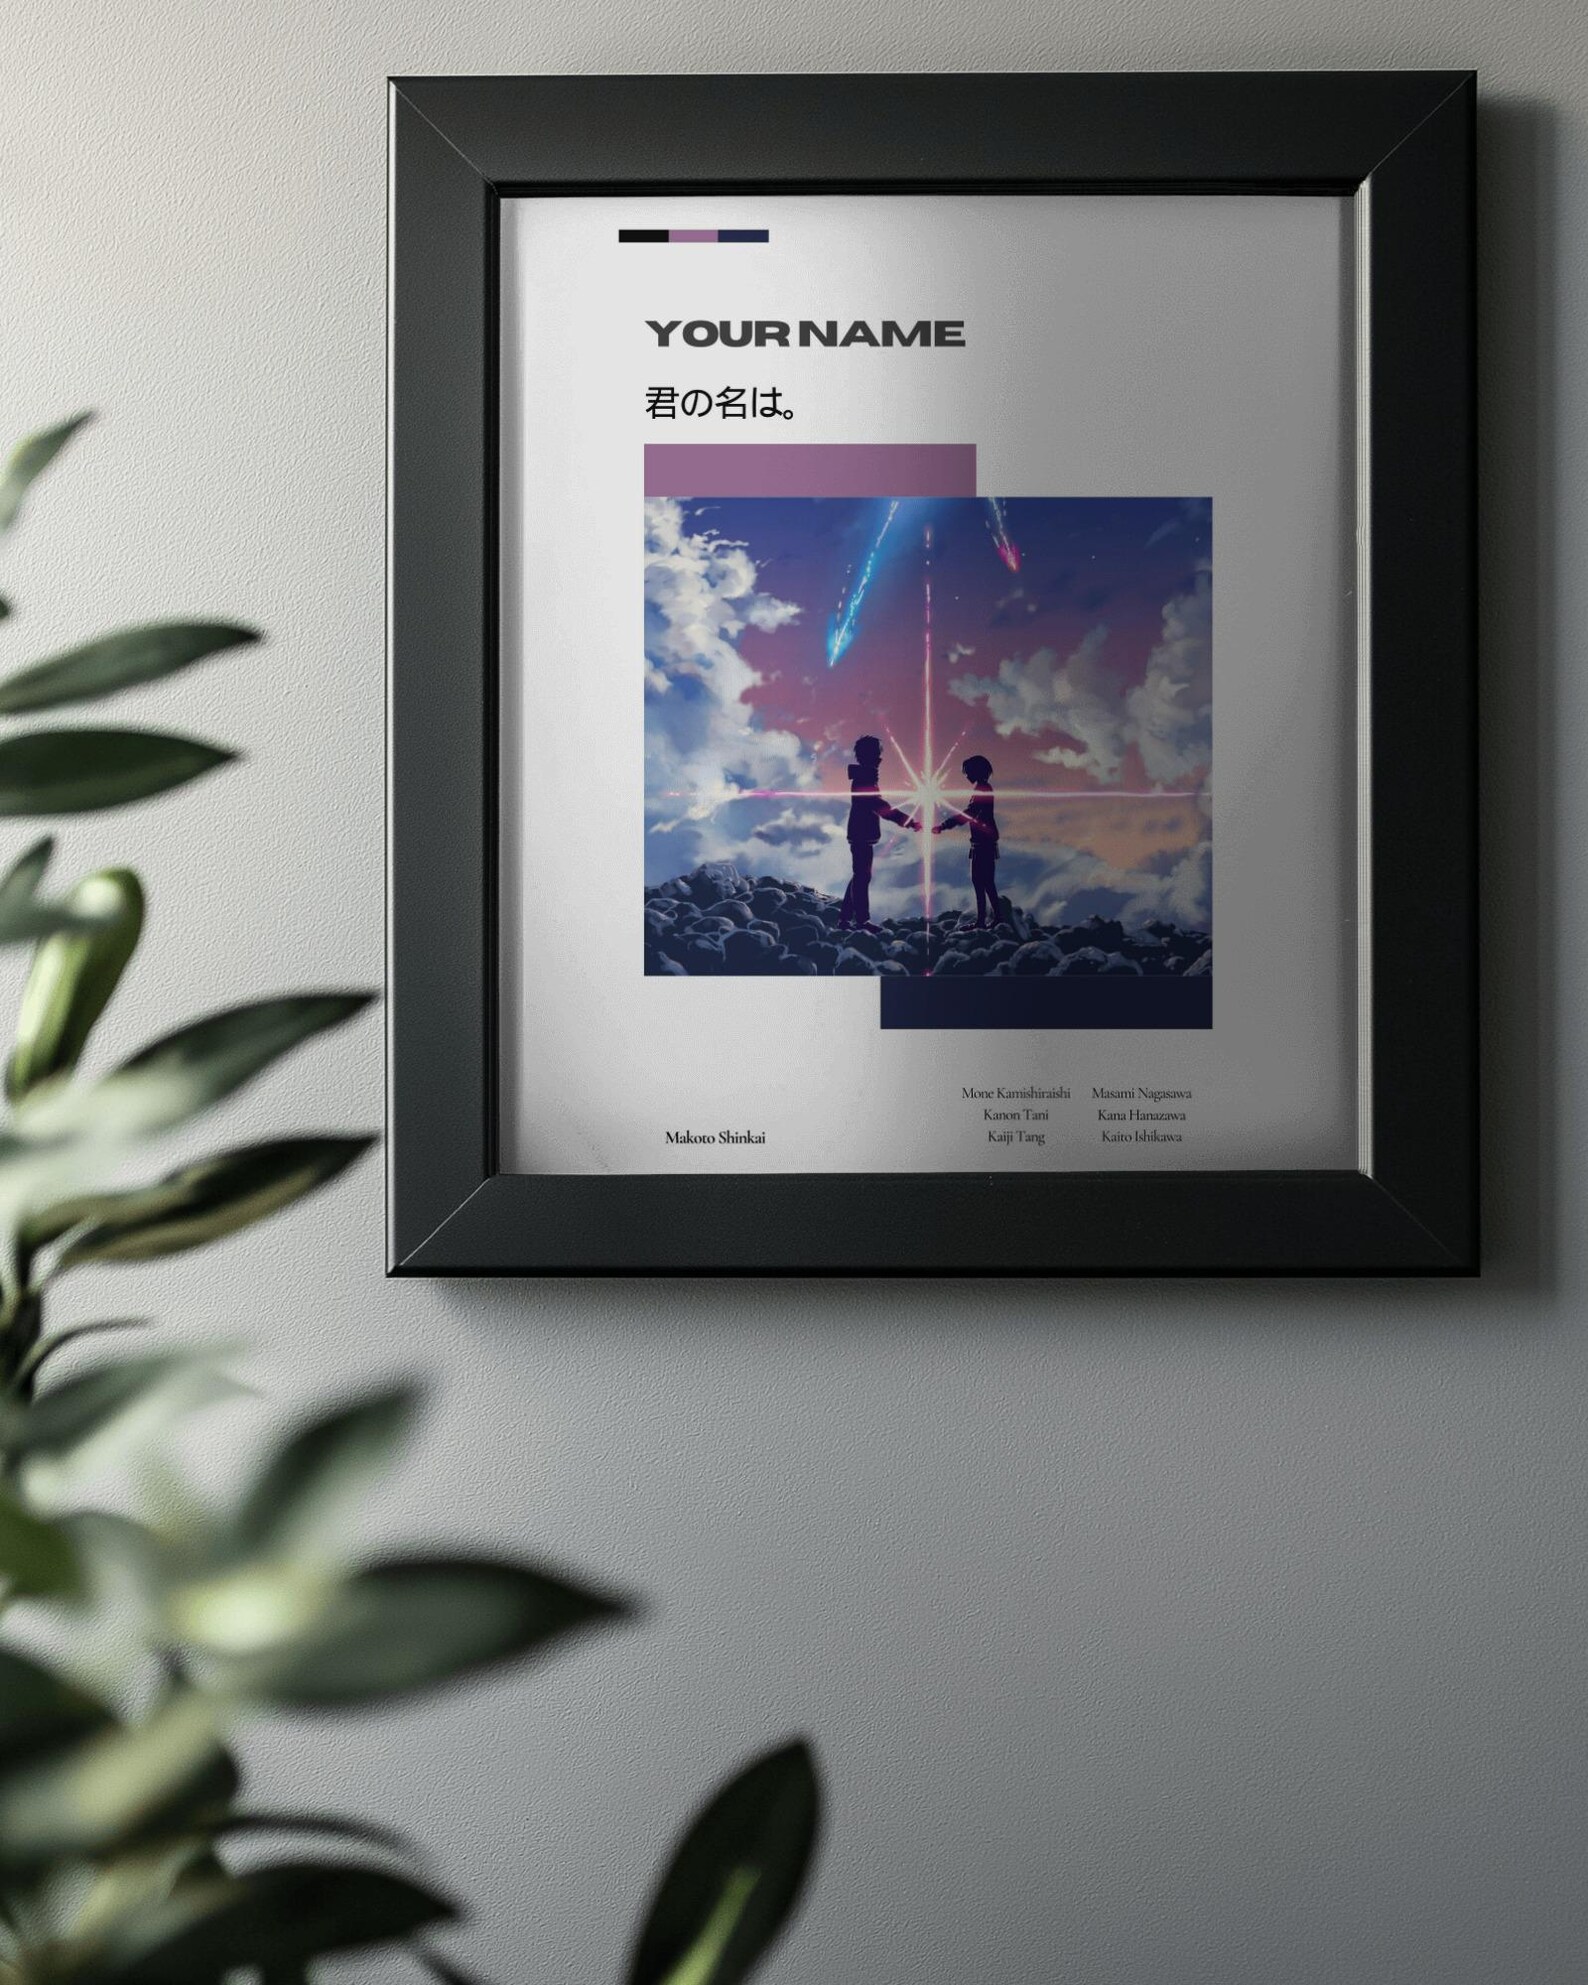 YOUR NAME
君の名は。
Makoto Shinkai
Mone Kamishiraishi
Kanon Tani
Kaiji Tang
Masami Nagasawa
Kana Hanazawa
Kaito Ishikawa